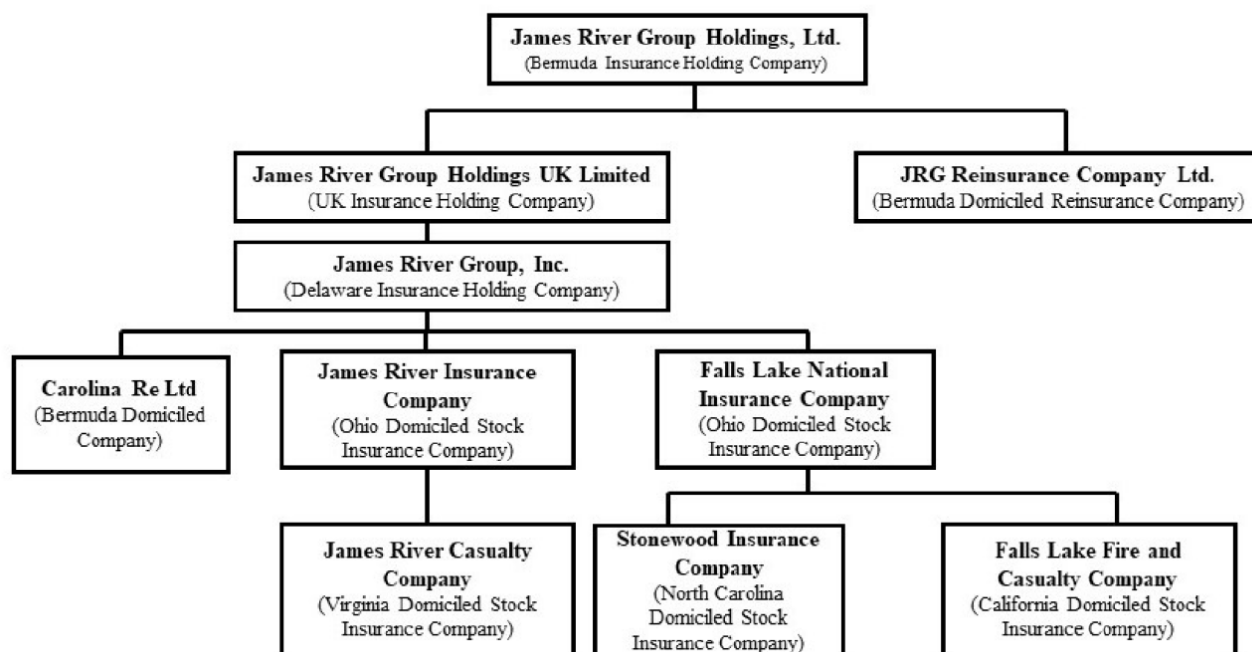 James River Group Holdings, Ltd.
(Bermuda Insurance Holding Company)
James River Group Holdings UK Limited
(UK Insurance Holding Company)
JRG Reinsurance Company Ltd.
(Bermuda Domiciled Reinsurance Company)
James River Group, Inc.
(Delaware Insurance Holding Company)
Carolina Re Ltd
(Bermuda Domiciled
Company)
James River Insurance
Company
(Ohio Domiciled Stock
Insurance Company)
Falls Lake National
Insurance Company
(Ohio Domiciled Stock
Insurance Company)
James River Casualty
Company
(Virginia Domiciled Stock
Insurance Company)
Stonewood Insurance
Company
(North Carolina
Domiciled Stock
Insurance Company)
Falls Lake Fire and
Casualty Company
(California Domiciled Stock
Insurance Company)